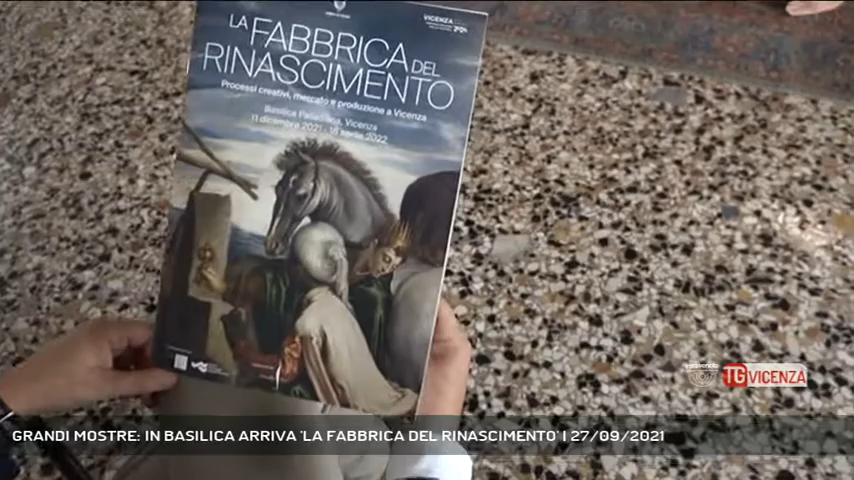 VICENZA
LA FABBRICA DEL
RINASCIMENTO
Processi creativi, mercato e produzione a Vicenza
Basilica Palladiana, Vicenza
11 dicembre 2021 - 18 aprile 2022
TG VICENZA
GRANDI MOSTRE: IN BASILICA ARRIVA 'LA FABBRICA DEL RINASCIMENTO' | 27/09/2021